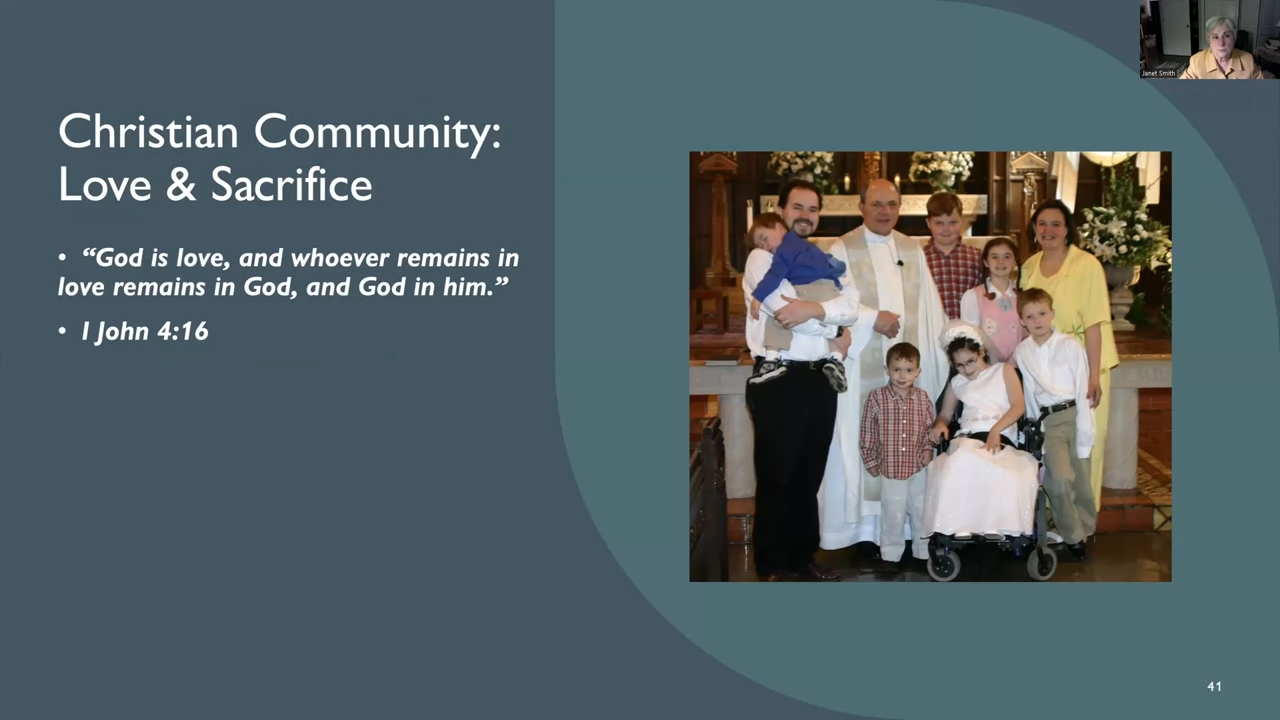 Janet Smith
Christian Community:
Love & Sacrifice
• “God is love, and whoever remains in
love remains in God, and God in him.”
• I John 4:16
41